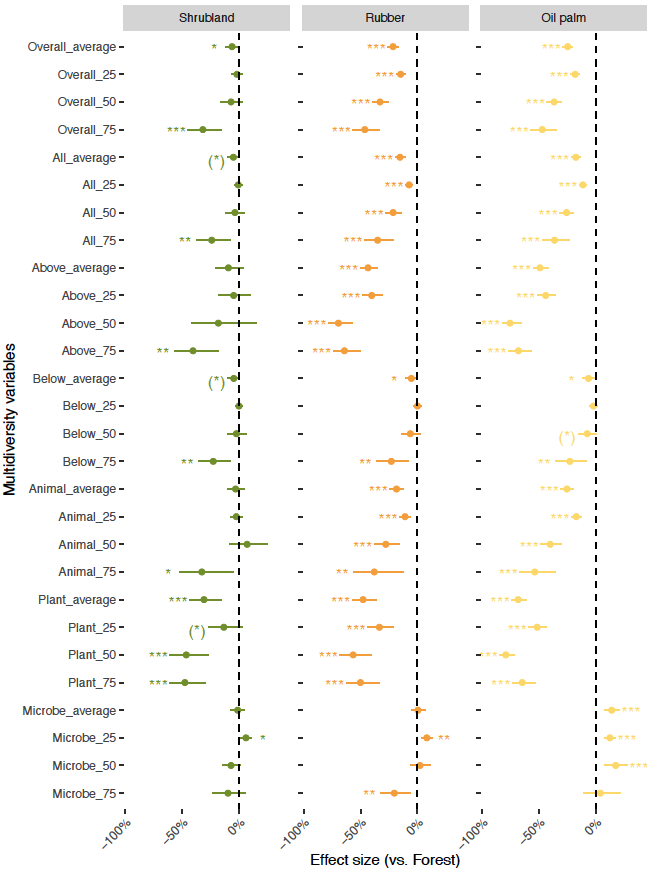 Shrubland Rubber Oil palm
Overall_average * *** ***
Overall_25 *** ***
Overall_50 *** ***
Overall_75 *** *** ***
All_average (*) *** ***
All_25 *** ***
All_50 *** ***
All_75 ** *** ***
Above_average *** ***
Above_25 *** ***
Above_50 *** ***
Above_75 ** *** ***
Below_average (*) * *
Below_25
Below_50 (*)
Below_75 ** ** **
Animal_average *** ***
Animal_25 *** ***
Animal_50 *** ***
Animal_75 * ** ***
Plant_average *** *** ***
Plant_25 (*) *** ***
Plant_50 *** *** ***
Plant_75 *** *** ***
Microbe_average ***
Microbe_25 * ** ***
Microbe_50 ***
Microbe_75 **
Multidiversity variables
−100% −50% 0% −100% −50% 0% −100% −50% 0%
Effect size (vs. Forest)